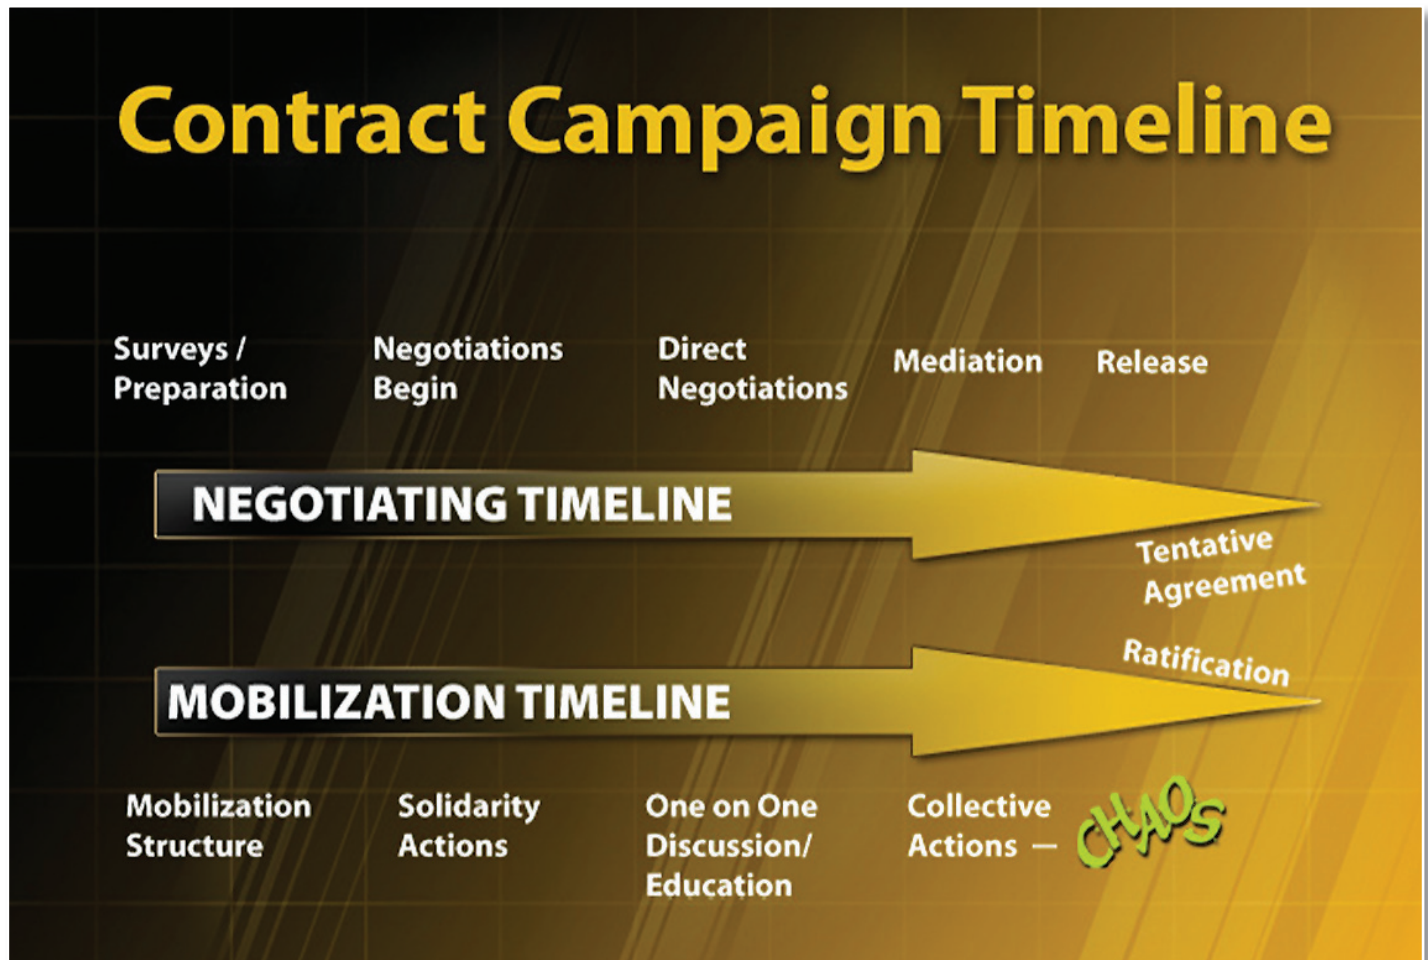 Contract Campaign Timeline
Surveys /
Preparation
Negotiations
Begin
Direct
Negotiations
Mediation
Release
NEGOTIATING TIMELINE
Tentative
Agreement
Ratification
MOBILIZATION TIMELINE
Mobilization
Structure
Solidarity
Actions
One on One
Discussion/
Education
Collective
Actions — CHAOS